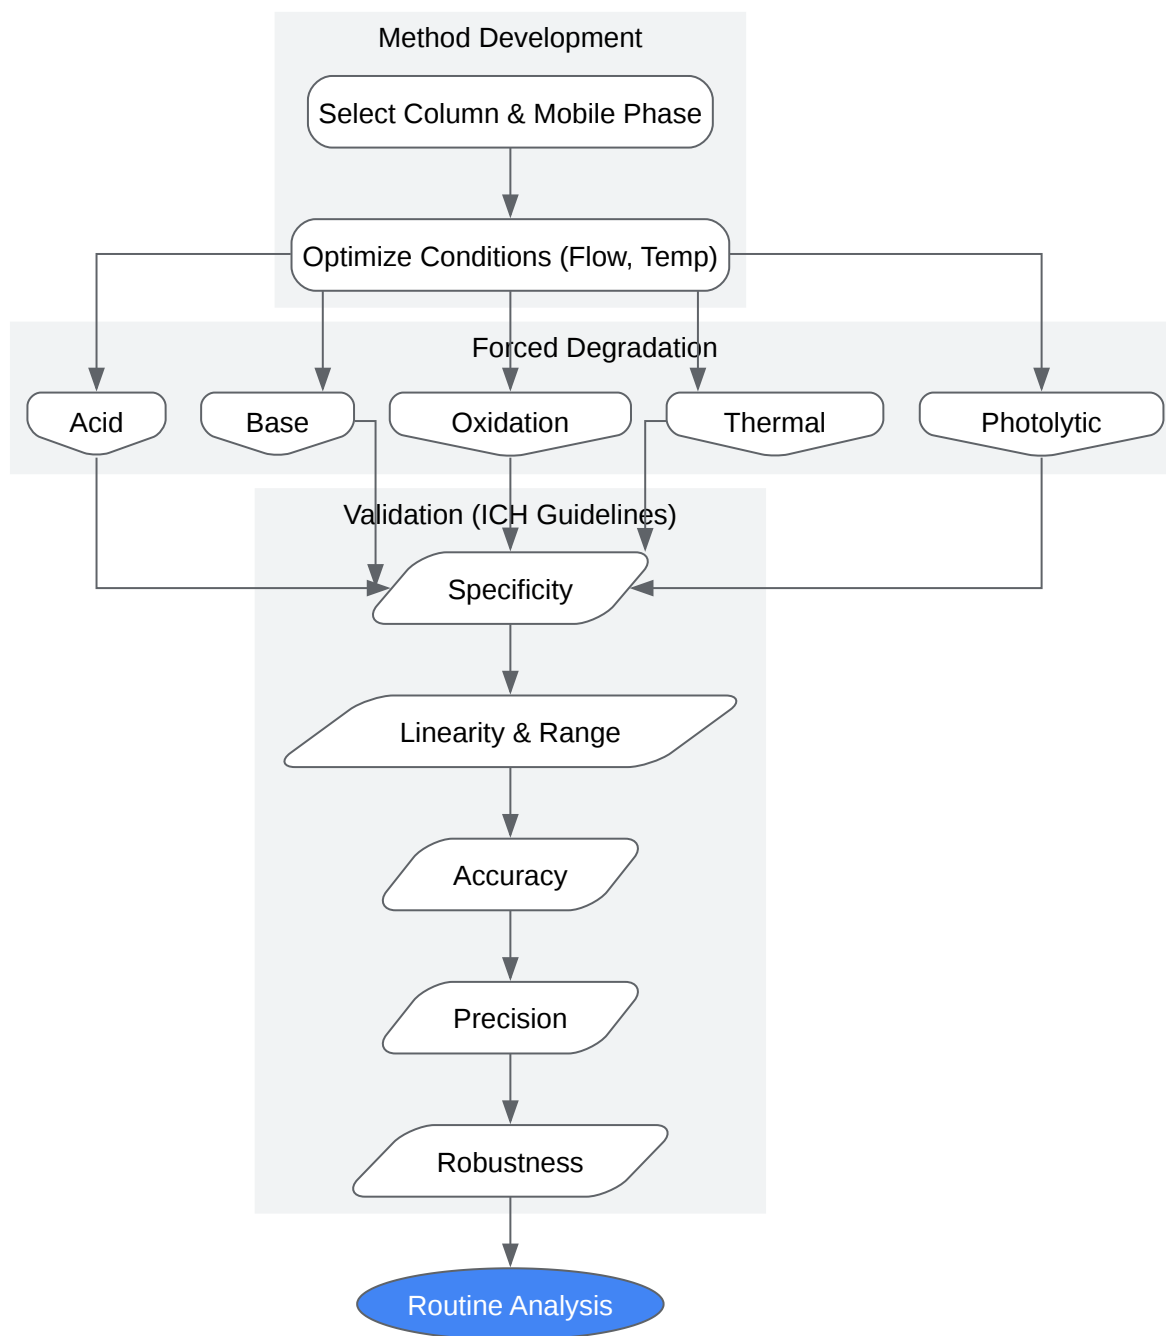 Method Development
Select Column & Mobile Phase
Optimize Conditions (Flow, Temp)
Forced Degradation
Acid
Base
Oxidation
Thermal
Photolytic
Validation (ICH Guidelines)
Specificity
Linearity & Range
Accuracy
Precision
Robustness
Routine Analysis